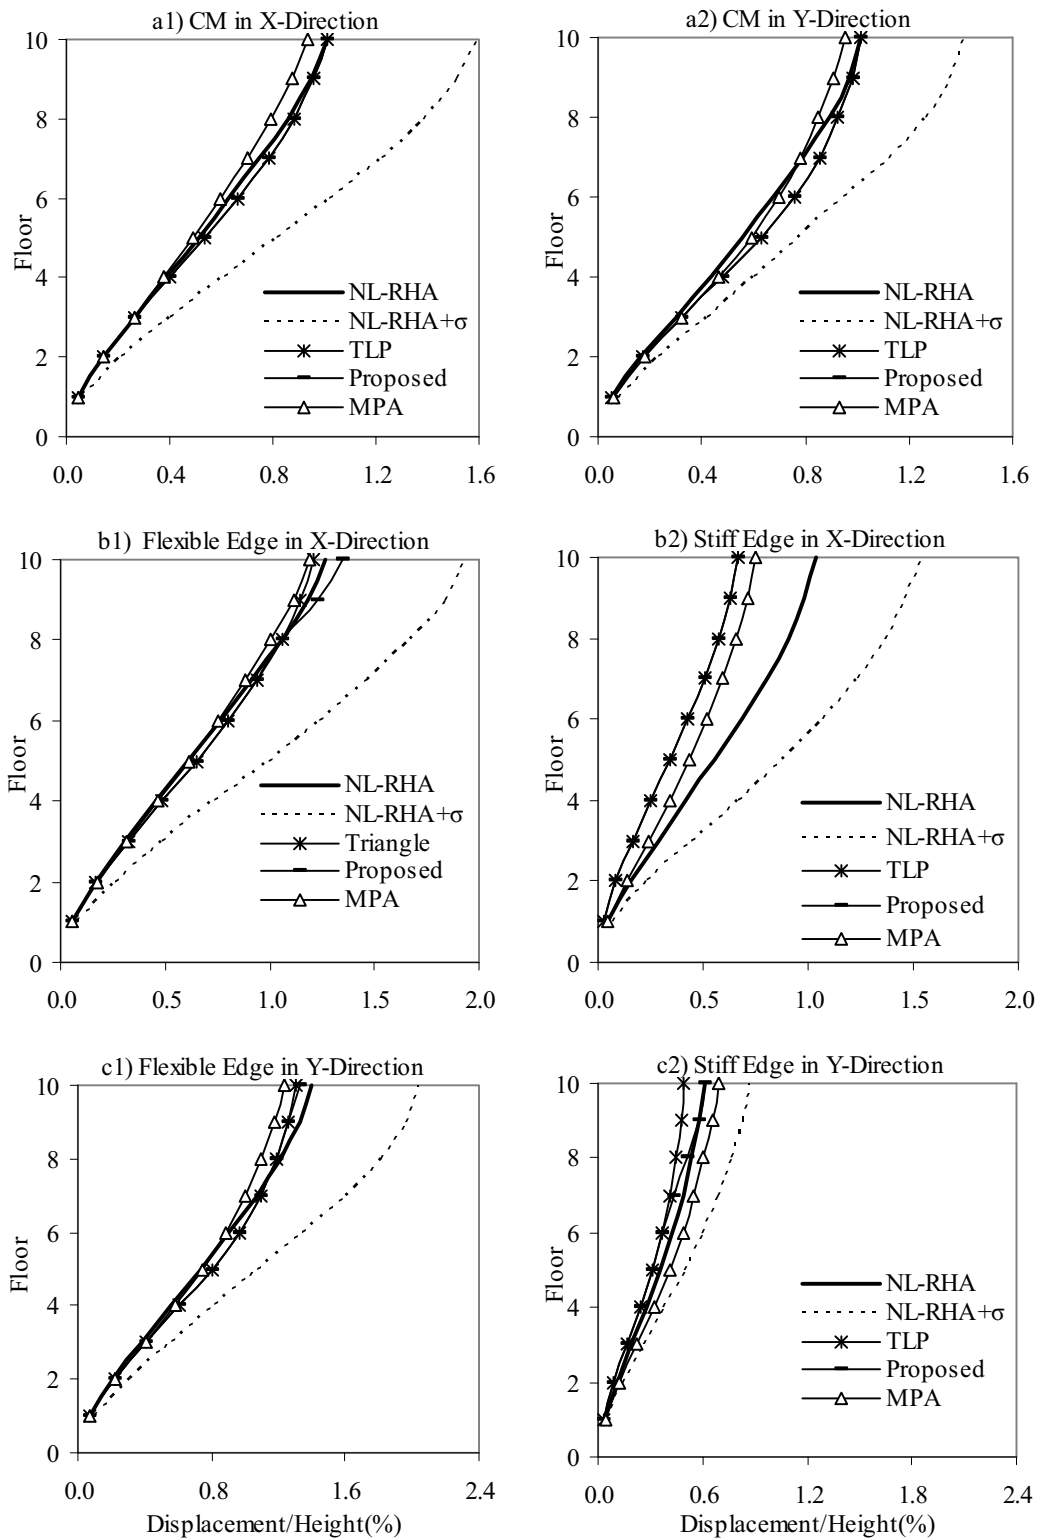 a1) CM in X-Direction
10
8
6
4
2
0
Floor
NL-RHA
NL-RHA+σ
TLP
Proposed
MPA
0.0 0.4 0.8 1.2 1.6
a2) CM in Y-Direction
10
8
6
4
2
0
Floor
NL-RHA
NL-RHA+σ
TLP
Proposed
MPA
0.0 0.4 0.8 1.2 1.6
b1) Flexible Edge in X-Direction
10
8
6
4
2
0
Floor
NL-RHA
NL-RHA+σ
Triangle
Proposed
MPA
0.0 0.5 1.0 1.5 2.0
b2) Stiff Edge in X-Direction
10
8
6
4
2
0
Floor
NL-RHA
NL-RHA+σ
TLP
Proposed
MPA
0.0 0.5 1.0 1.5 2.0
c1) Flexible Edge in Y-Direction
10
8
6
4
2
0
Floor
NL-RHA
NL-RHA+σ
TLP
Proposed
MPA
0.0 0.8 1.6 2.4
Displacement/Height(%)
c2) Stiff Edge in Y-Direction
10
8
6
4
2
0
Floor
0.0 0.6 1.2 1.8 2.4
Displacement/Height(%)